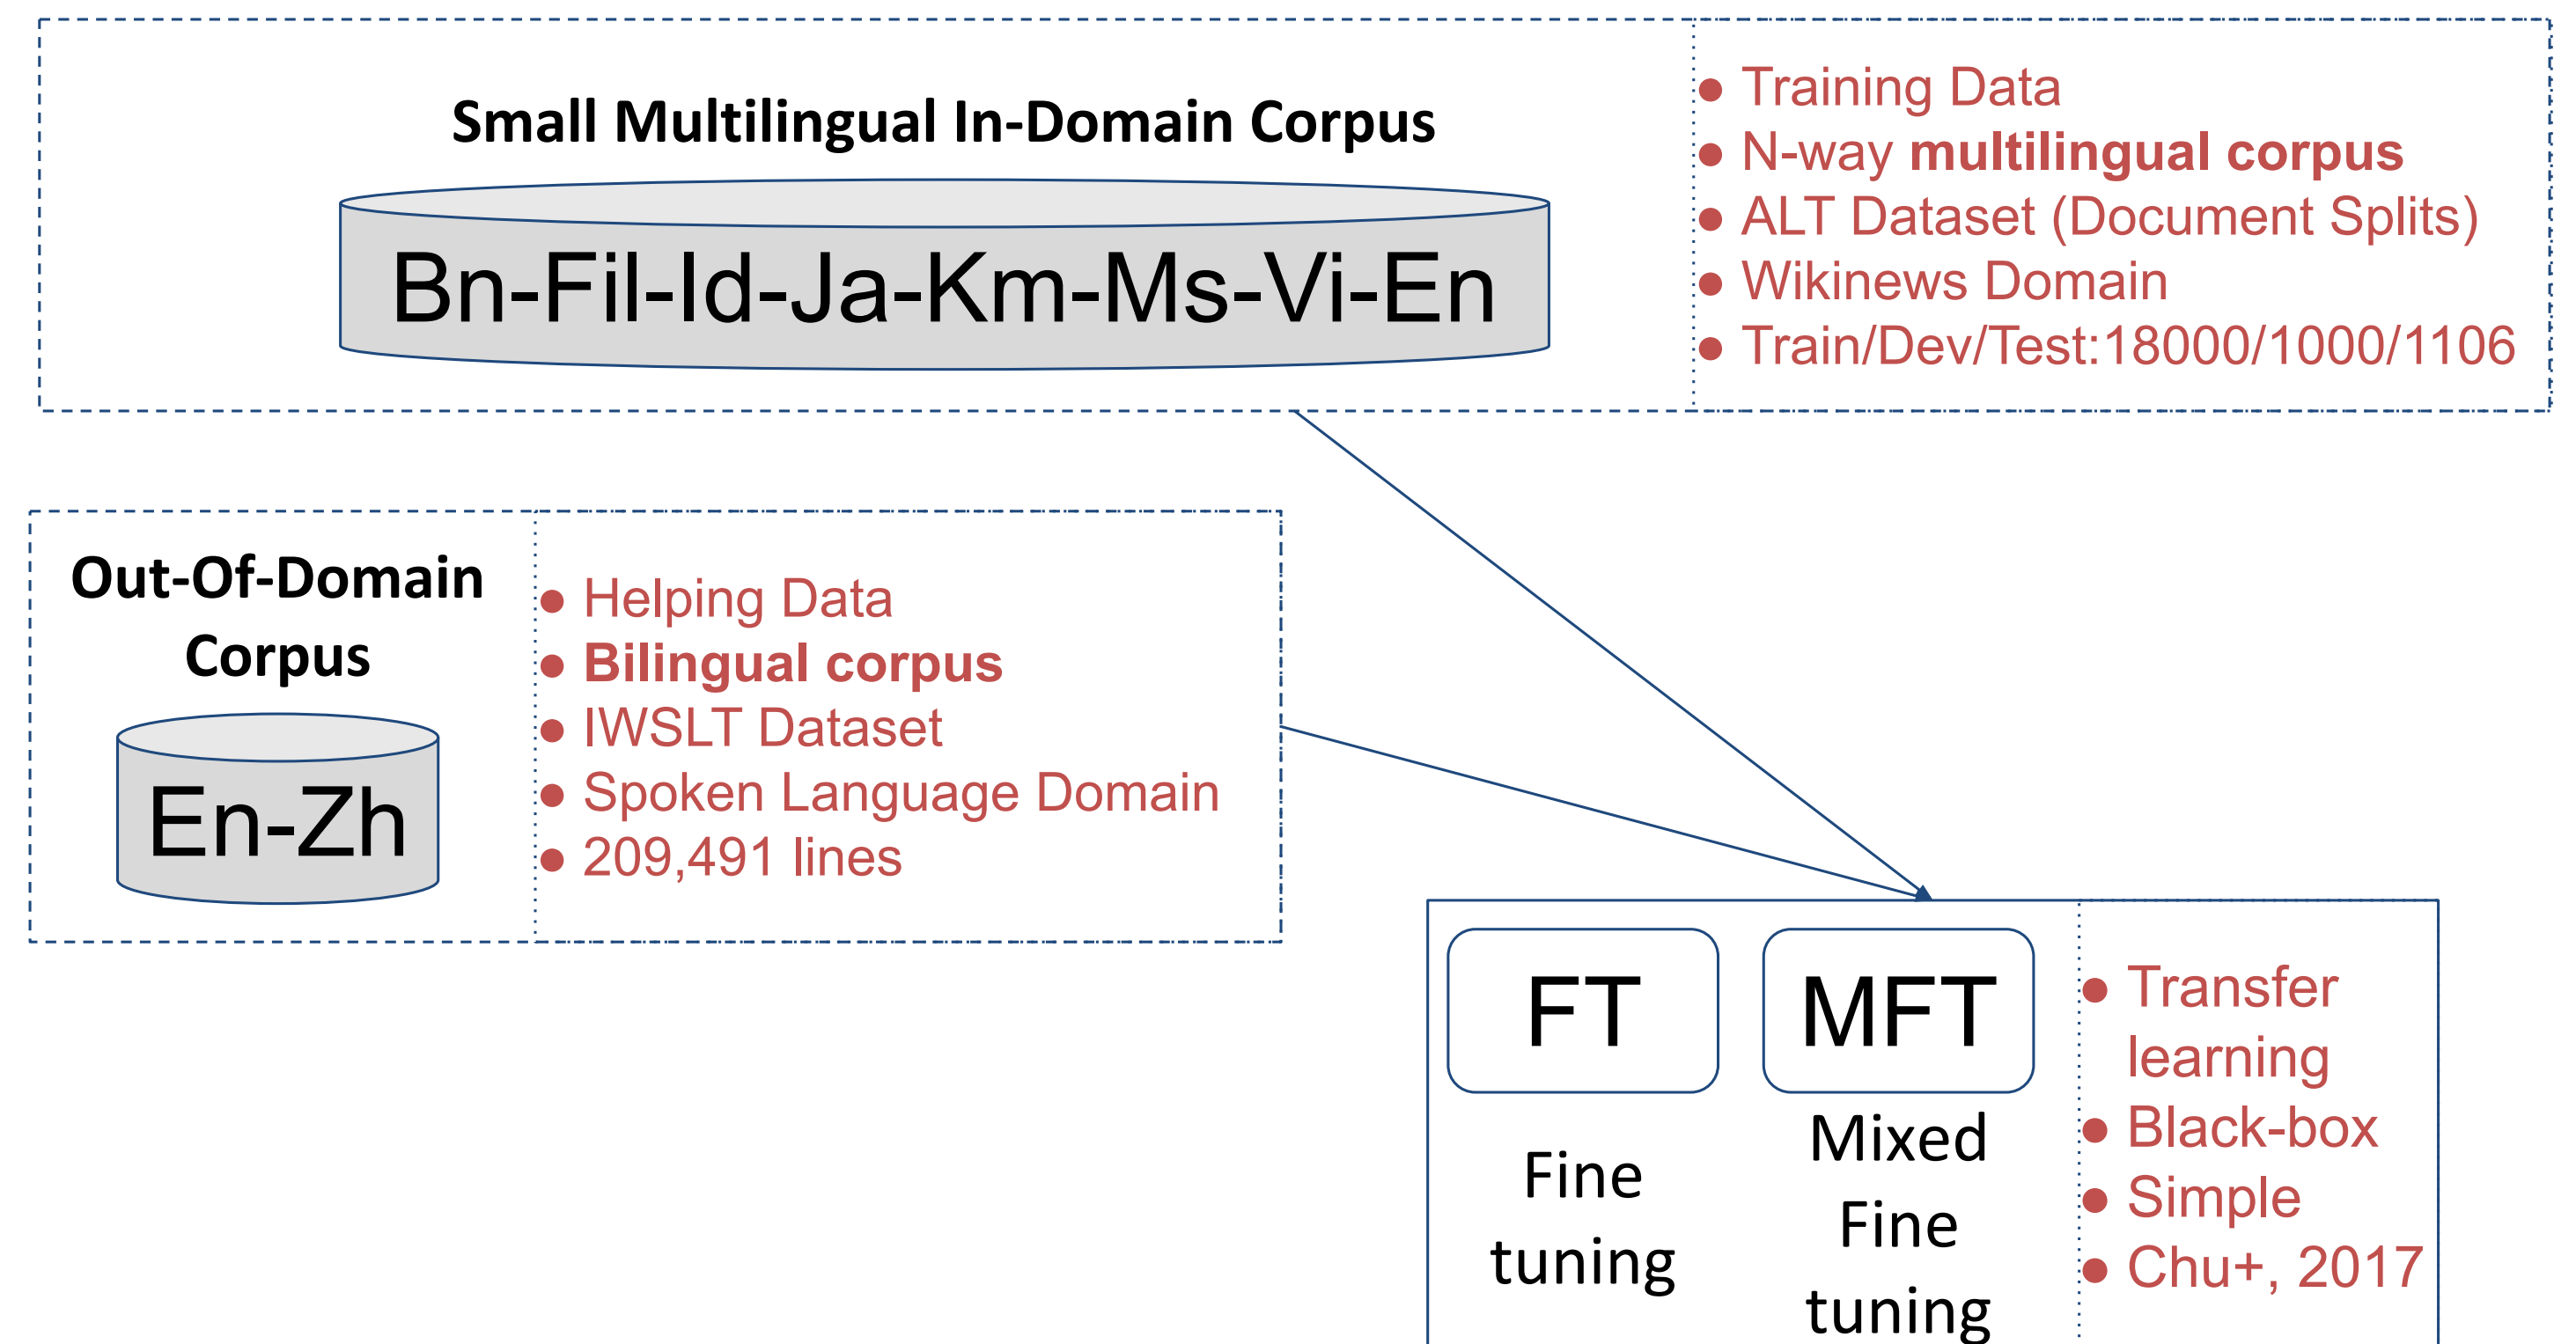 Small Multilingual In-Domain Corpus
Bn-Fil-Id-Ja-Km-Ms-Vi-En
● Training Data
● N-way multilingual corpus
● ALT Dataset (Document Splits)
● Wikinews Domain
● Train/Dev/Test:18000/1000/1106
Out-Of-Domain
Corpus
En-Zh
● Helping Data
● Bilingual corpus
● IWSLT Dataset
● Spoken Language Domain
● 209,491 lines
FT
Fine
tuning
MFT
Mixed
Fine
tuning
● Transfer
learning
● Black-box
● Simple
● Chu+, 2017